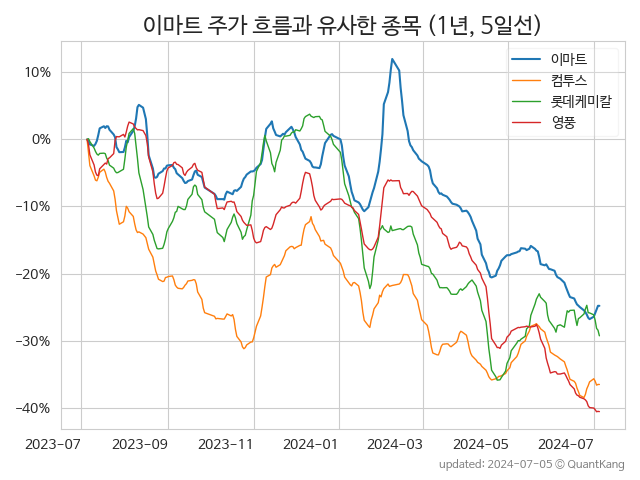 이마트 주가 흐름과 유사한 종목 (1년, 5일선)
이마트
컴투스
롯데케미칼
영풍
10%
0%
−10%
−20%
−30%
−40%
2023-07
2023-09
2023-11
2024-01
2024-03
2024-05
2024-07
updated: 2024-07-05 © QuantKang